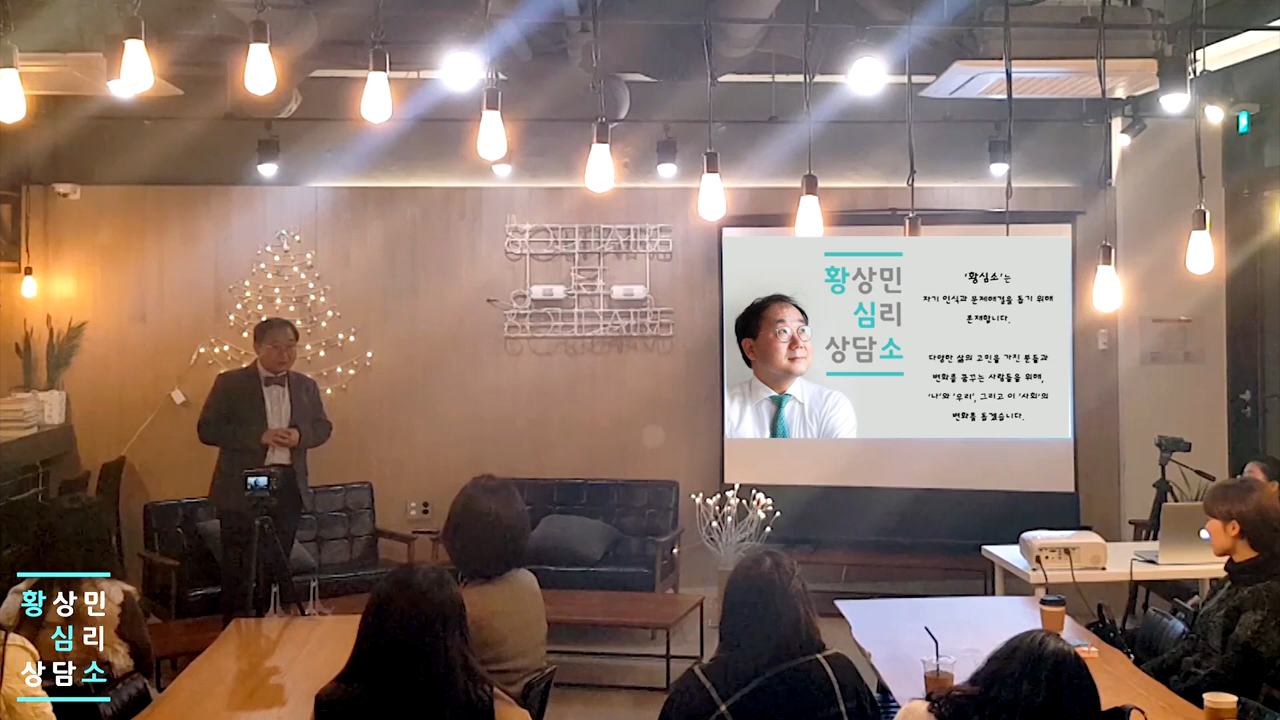 황상민
심리
상담소
'황심소'는
자기 인식과 문제해결을 돕기 위해
존재합니다.
다양한 삶의 고민을 가진 분들과
변화를 꿈꾸는 사람들을 위해,
'나'와 '우리', 그리고 이 '사회'의
변화를 돕겠습니다.
황상민
심리
상담소